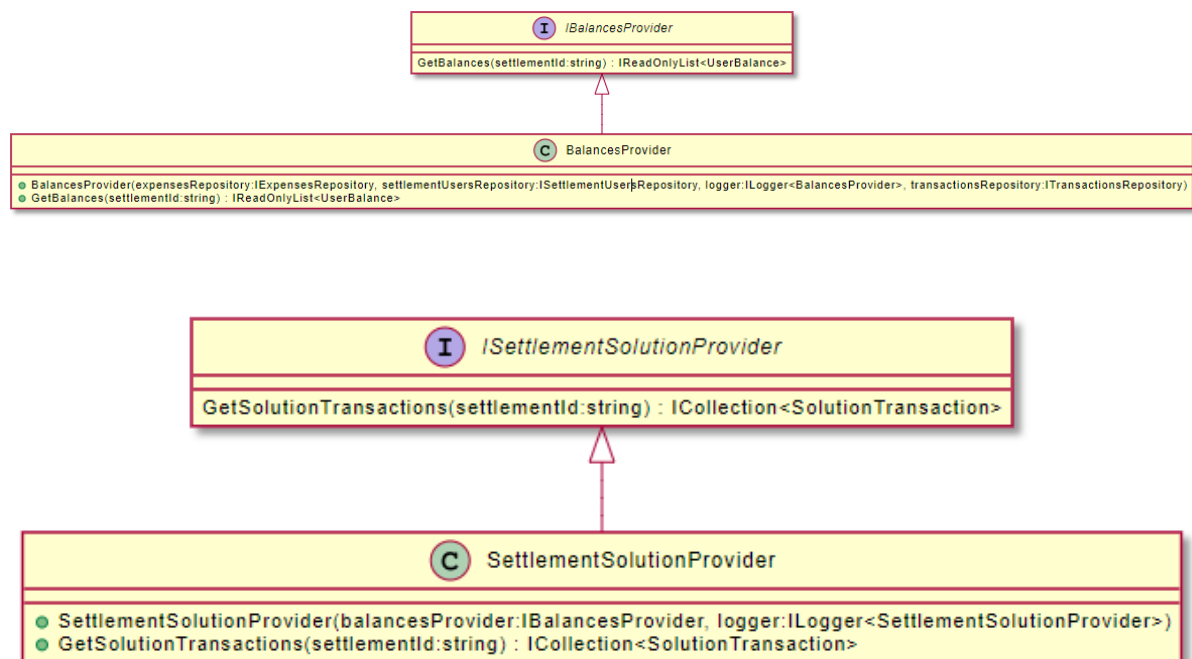 I IBalancesProvider
GetBalances(settlementId:string) : IReadOnlyList<UserBalance>
C BalancesProvider
BalancesProvider(expensesRepository:IExpensesRepository, settlementUsersRepository:ISettlementUsersRepository, logger:ILogger<BalancesProvider>, transactionsRepository:ITransactionsRepository)
GetBalances(settlementId:string) : IReadOnlyList<UserBalance>
I ISettlementSolutionProvider
GetSolutionTransactions(settlementId:string) : ICollection<SolutionTransaction>
C SettlementSolutionProvider
SettlementSolutionProvider(balancesProvider:IBalancesProvider, logger:ILogger<SettlementSolutionProvider>)
GetSolutionTransactions(settlementId:string) : ICollection<SolutionTransaction>